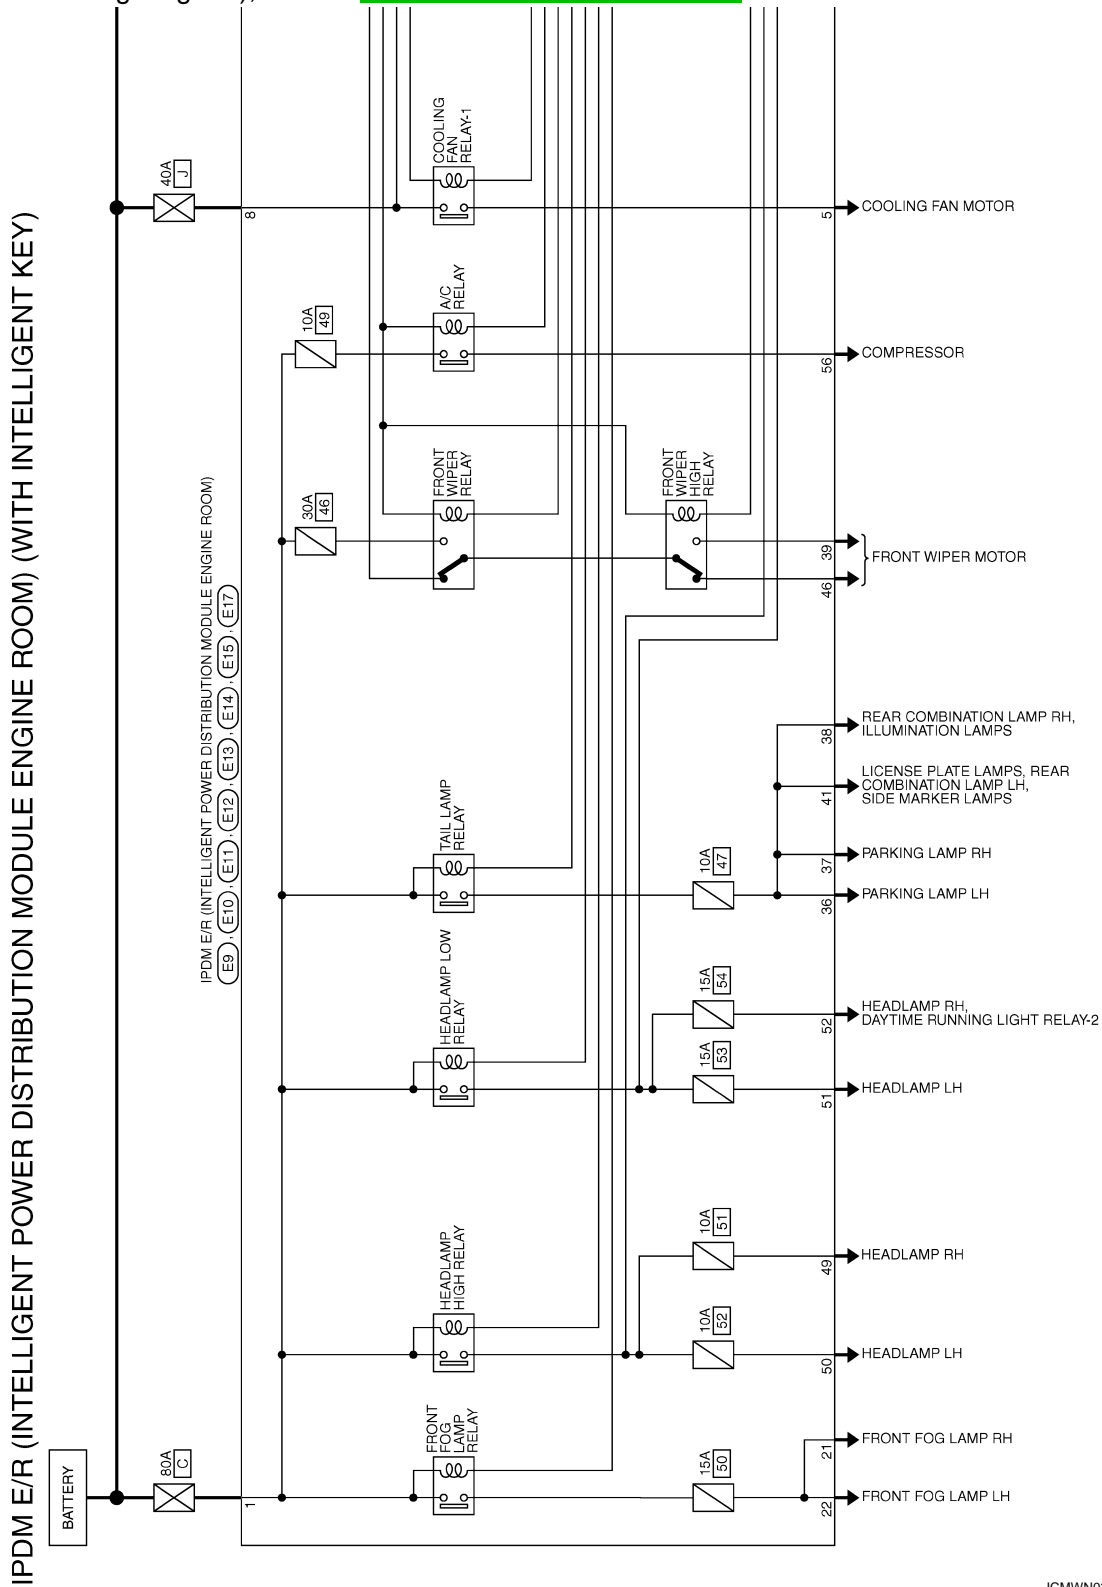 IPDM E/R (INTELLIGENT POWER DISTRIBUTION MODULE ENGINE ROOM) (WITH INTELLIGENT KEY)
BATTERY
80A
C
40A
J
IPDM E/R (INTELLIGENT POWER DISTRIBUTION MODULE ENGINE ROOM)
E9 , E10 , E11 , E12 , E13 , E14 , E15 , E17
8
COOLING
FAN
RELAY-1
5
COOLING FAN MOTOR
10A
49
A/C
RELAY
56
COMPRESSOR
30A
46
FRONT
WIPER
RELAY
FRONT
WIPER
HIGH
RELAY
39
46
FRONT WIPER MOTOR
38
REAR COMBINATION LAMP RH,
ILLUMINATION LAMPS
41
LICENSE PLATE LAMPS, REAR
COMBINATION LAMP LH,
SIDE MARKER LAMPS
TAIL LAMP
RELAY
10A
47
37
PARKING LAMP RH
36
PARKING LAMP LH
HEADLAMP LOW
RELAY
15A
54
52
HEADLAMP RH,
DAYTIME RUNNING LIGHT RELAY-2
15A
53
51
HEADLAMP LH
HEADLAMP
HIGH RELAY
10A
51
49
HEADLAMP RH
10A
52
50
HEADLAMP LH
1
FRONT
FOG
LAMP
RELAY
15A
50
21
FRONT FOG LAMP RH
22
FRONT FOG LAMP LH